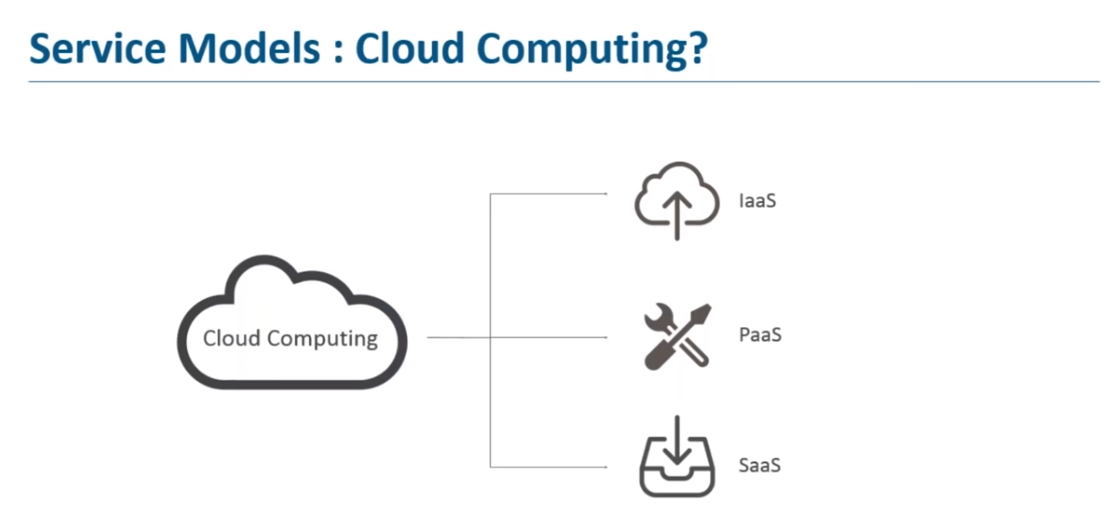 Service Models : Cloud Computing?
IaaS
Cloud Computing
PaaS
SaaS